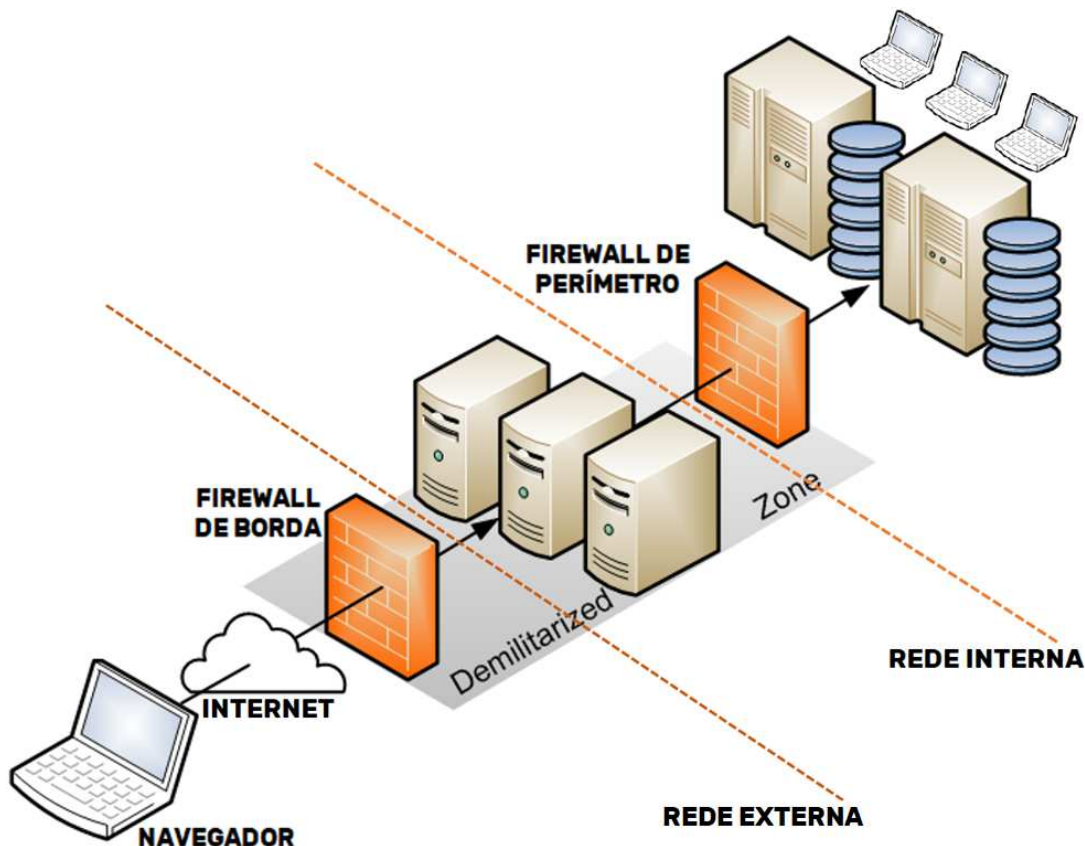 FIREWALL DE
PERÍMETRO
FIREWALL
DE BORDA
Demilitarized
Zone
REDE INTERNA
INTERNET
REDE EXTERNA
NAVEGADOR